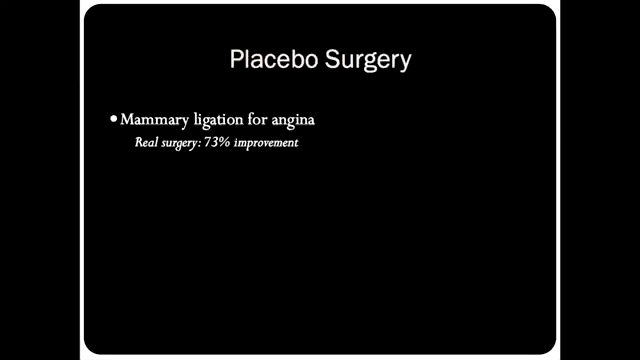 Placebo Surgery
• Mammary ligation for angina
Real surgery: 73% improvement